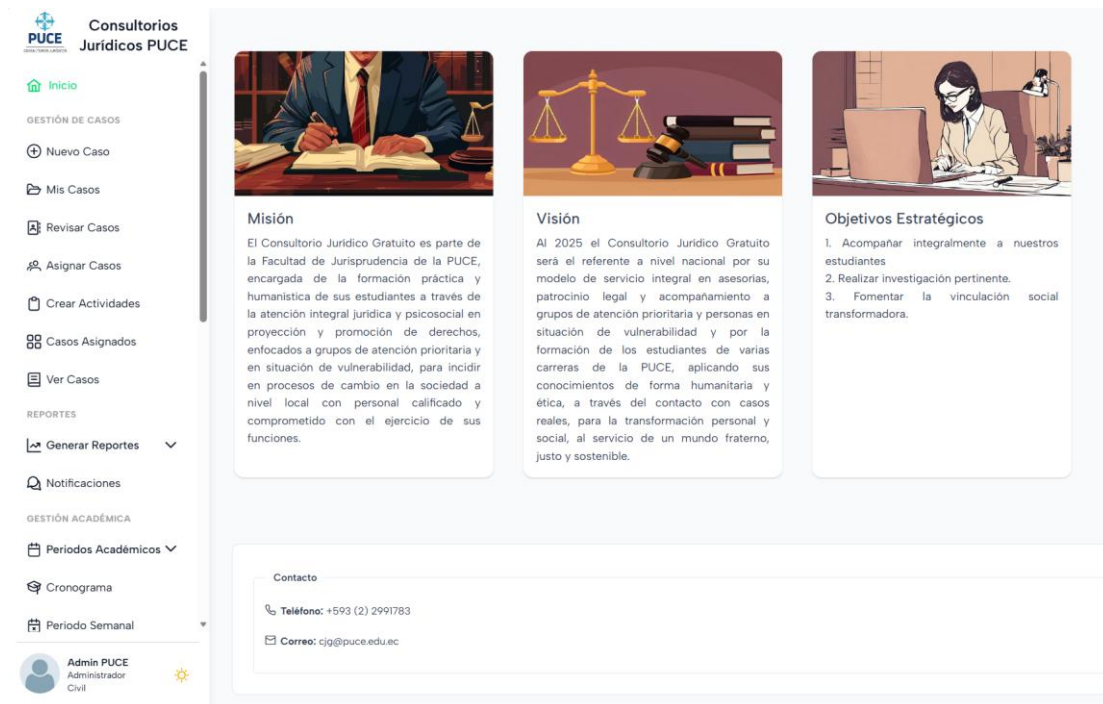 PUCE
Consultorios
Jurídicos PUCE
Inicio
GESTIÓN DE CASOS
Nuevo Caso
Mis Casos
Revisar Casos
Asignar Casos
Crear Actividades
Casos Asignados
Ver Casos
REPORTES
Generar Reportes
Notificaciones
GESTIÓN ACADÉMICA
Periodos Académicos
Cronograma
Periodo Semanal
Admin PUCE
Administrador
Civil
Misión
El Consultorio Jurídico Gratuito es parte de
la Facultad de Jurisprudencia de la PUCE,
encargada de la formación práctica y
humanística de sus estudiantes a través de
la atención integral jurídica y psicosocial en
proyección y promoción de derechos,
enfocados a grupos de atención prioritaria y
en situación de vulnerabilidad, para incidir
en procesos de cambio en la sociedad a
nivel local con personal calificado y
comprometido con el ejercicio de sus
funciones.
Visión
Al 2025 el Consultorio Jurídico Gratuito
será el referente a nivel nacional por su
modelo de servicio integral en asesorías,
patrocinio legal y acompañamiento a
grupos de atención prioritaria y personas en
situación de vulnerabilidad y por la
formación de los estudiantes de varias
carreras de la PUCE, aplicando sus
conocimientos de forma humanitaria y
ética, a través del contacto con casos
reales, para la transformación personal y
social, al servicio de un mundo fraterno,
justo y sostenible.
Objetivos Estratégicos
1. Acompañar integralmente a nuestros
estudiantes
2. Realizar investigación pertinente.
3. Fomentar la vinculación social
transformadora.
Contacto
Teléfono: +593 (2) 2991783
Correo: cjg@puce.edu.ec